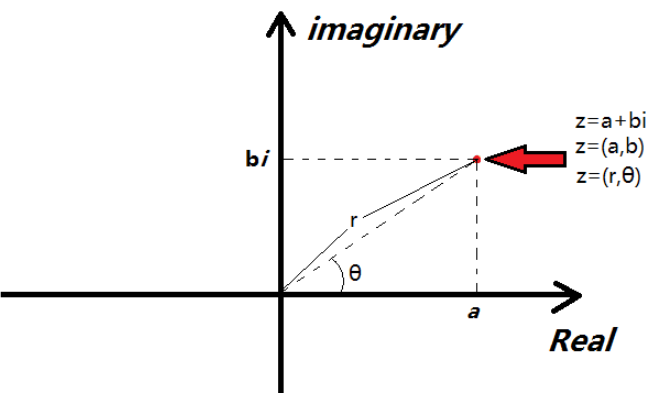 imaginary
z=a+bi
z=(a,b)
z=(r,θ)
bi
r
θ
a
Real